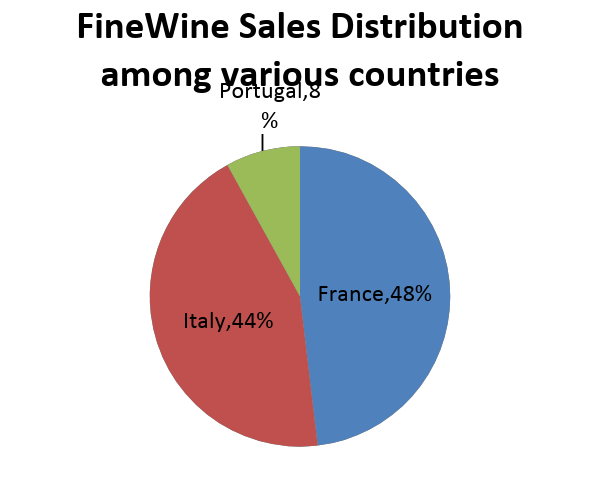 FineWine Sales Distribution
among various countries
Portugal,8
%
France,48%
Italy,44%